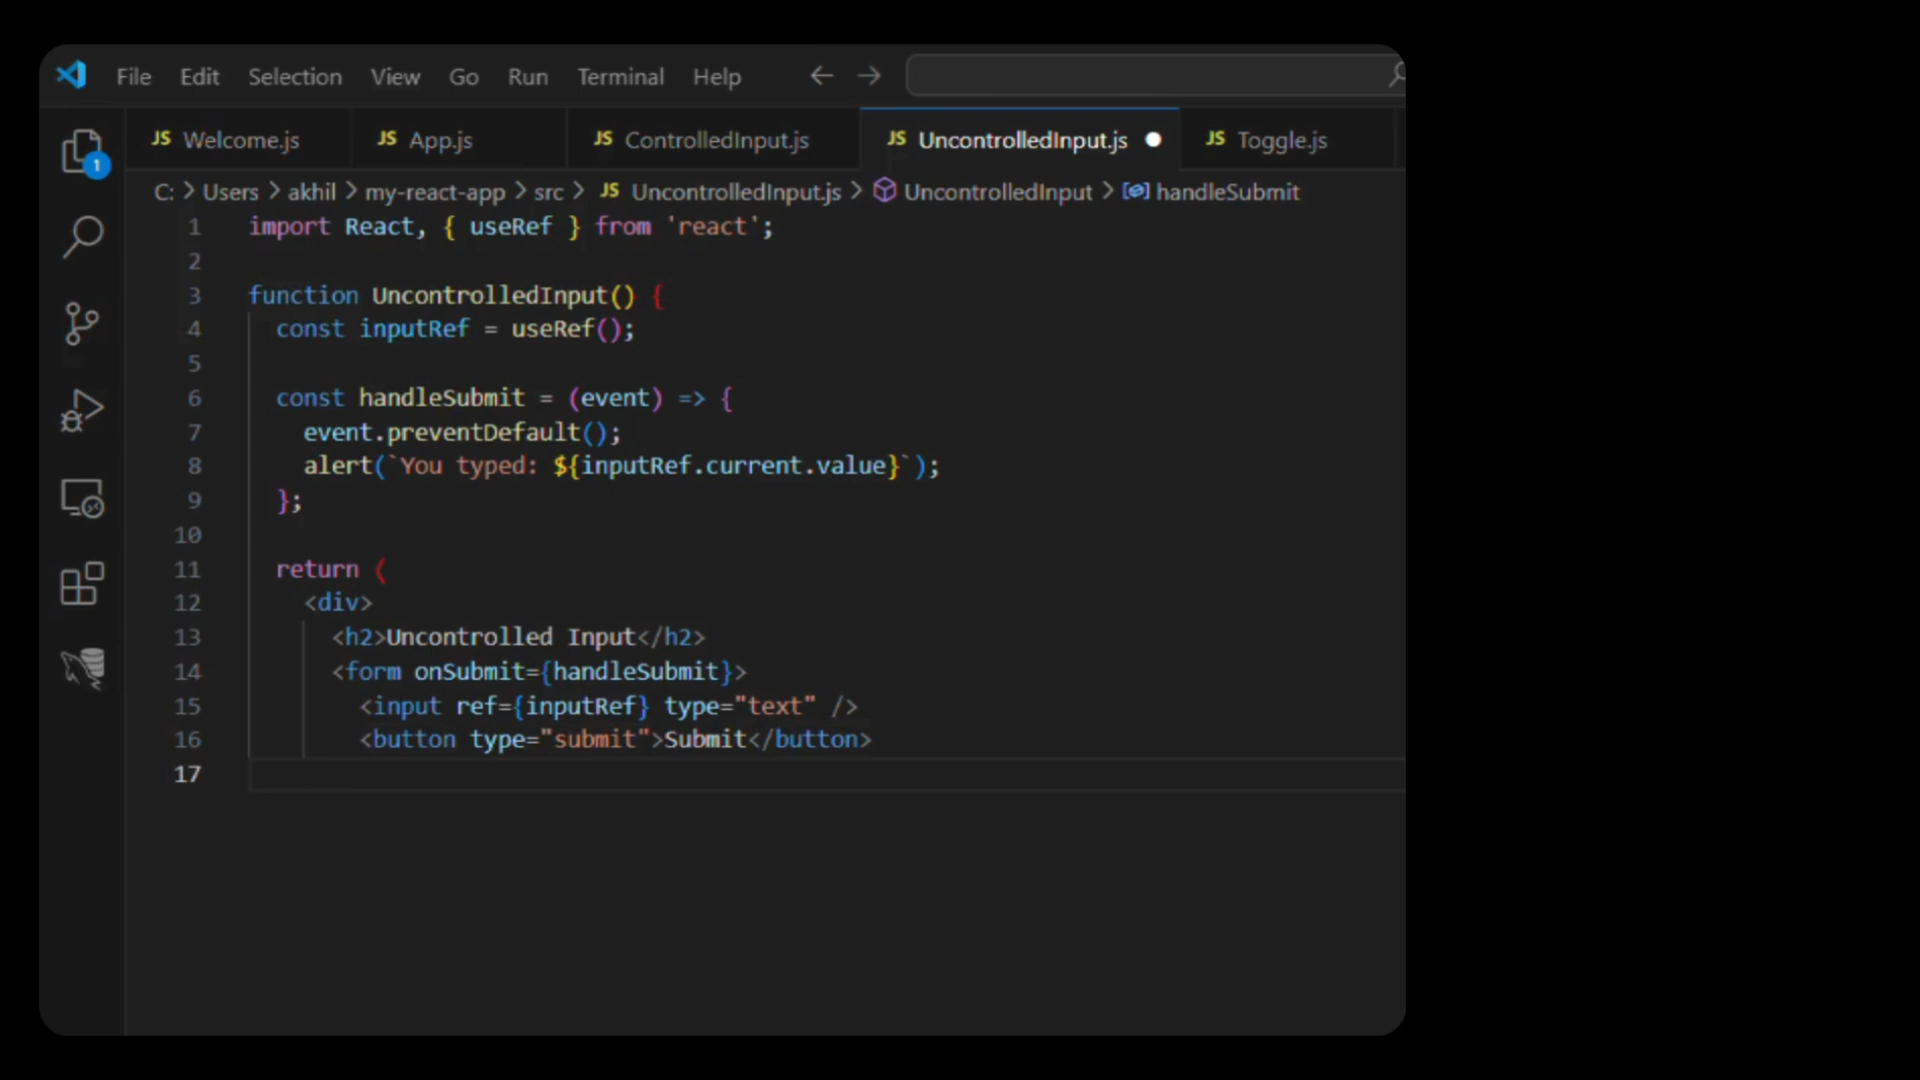 File Edit Selection View Go Run Terminal Help
JS Welcome.js JS App.js JS ControlledInput.js JS UncontrolledInput.js JS Toggle.js
1
C: > Users > akhil > my-react-app > src > JS UncontrolledInput.js > UncontrolledInput > handleSubmit
1 import React, { useRef } from 'react';
2
3 function UncontrolledInput() {
4 const inputRef = useRef();
5
6 const handleSubmit = (event) => {
7 event.preventDefault();
8 alert(`You typed: ${inputRef.current.value}`);
9 };
10
11 return (
12 <div>
13 <h2>Uncontrolled Input</h2>
14 <form onSubmit={handleSubmit}>
15 <input ref={inputRef} type="text" />
16 <button type="submit">Submit</button>
17